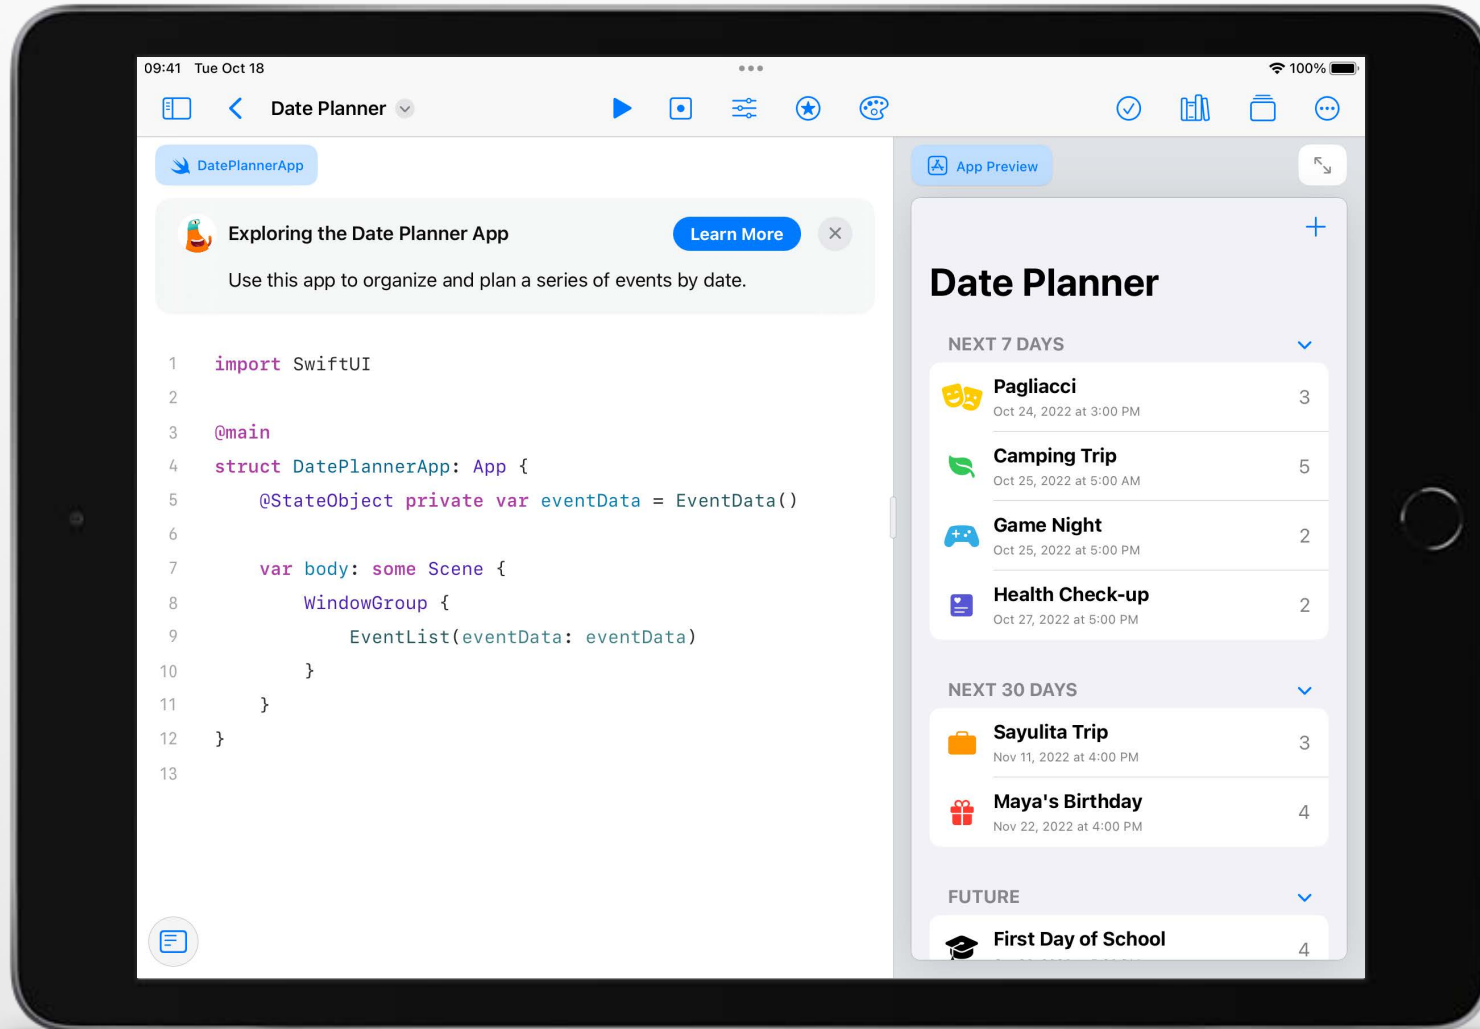 09:41 Tue Oct 18
100%
Date Planner
DatePlannerApp
Exploring the Date Planner App
Learn More
Use this app to organize and plan a series of events by date.
1 import SwiftUI
2
3 @main
4 struct DatePlannerApp: App {
5 @StateObject private var eventData = EventData()
6
7 var body: some Scene {
8 WindowGroup {
9 EventList(eventData: eventData)
10 }
11 }
12 }
13
App Preview
Date Planner
NEXT 7 DAYS
Pagliacci
3
Oct 24, 2022 at 3:00 PM
Camping Trip
5
Oct 25, 2022 at 5:00 AM
Game Night
2
Oct 25, 2022 at 5:00 PM
Health Check-up
2
Oct 27, 2022 at 5:00 PM
NEXT 30 DAYS
Sayulita Trip
3
Nov 11, 2022 at 4:00 PM
Maya's Birthday
4
Nov 22, 2022 at 4:00 PM
FUTURE
First Day of School
4